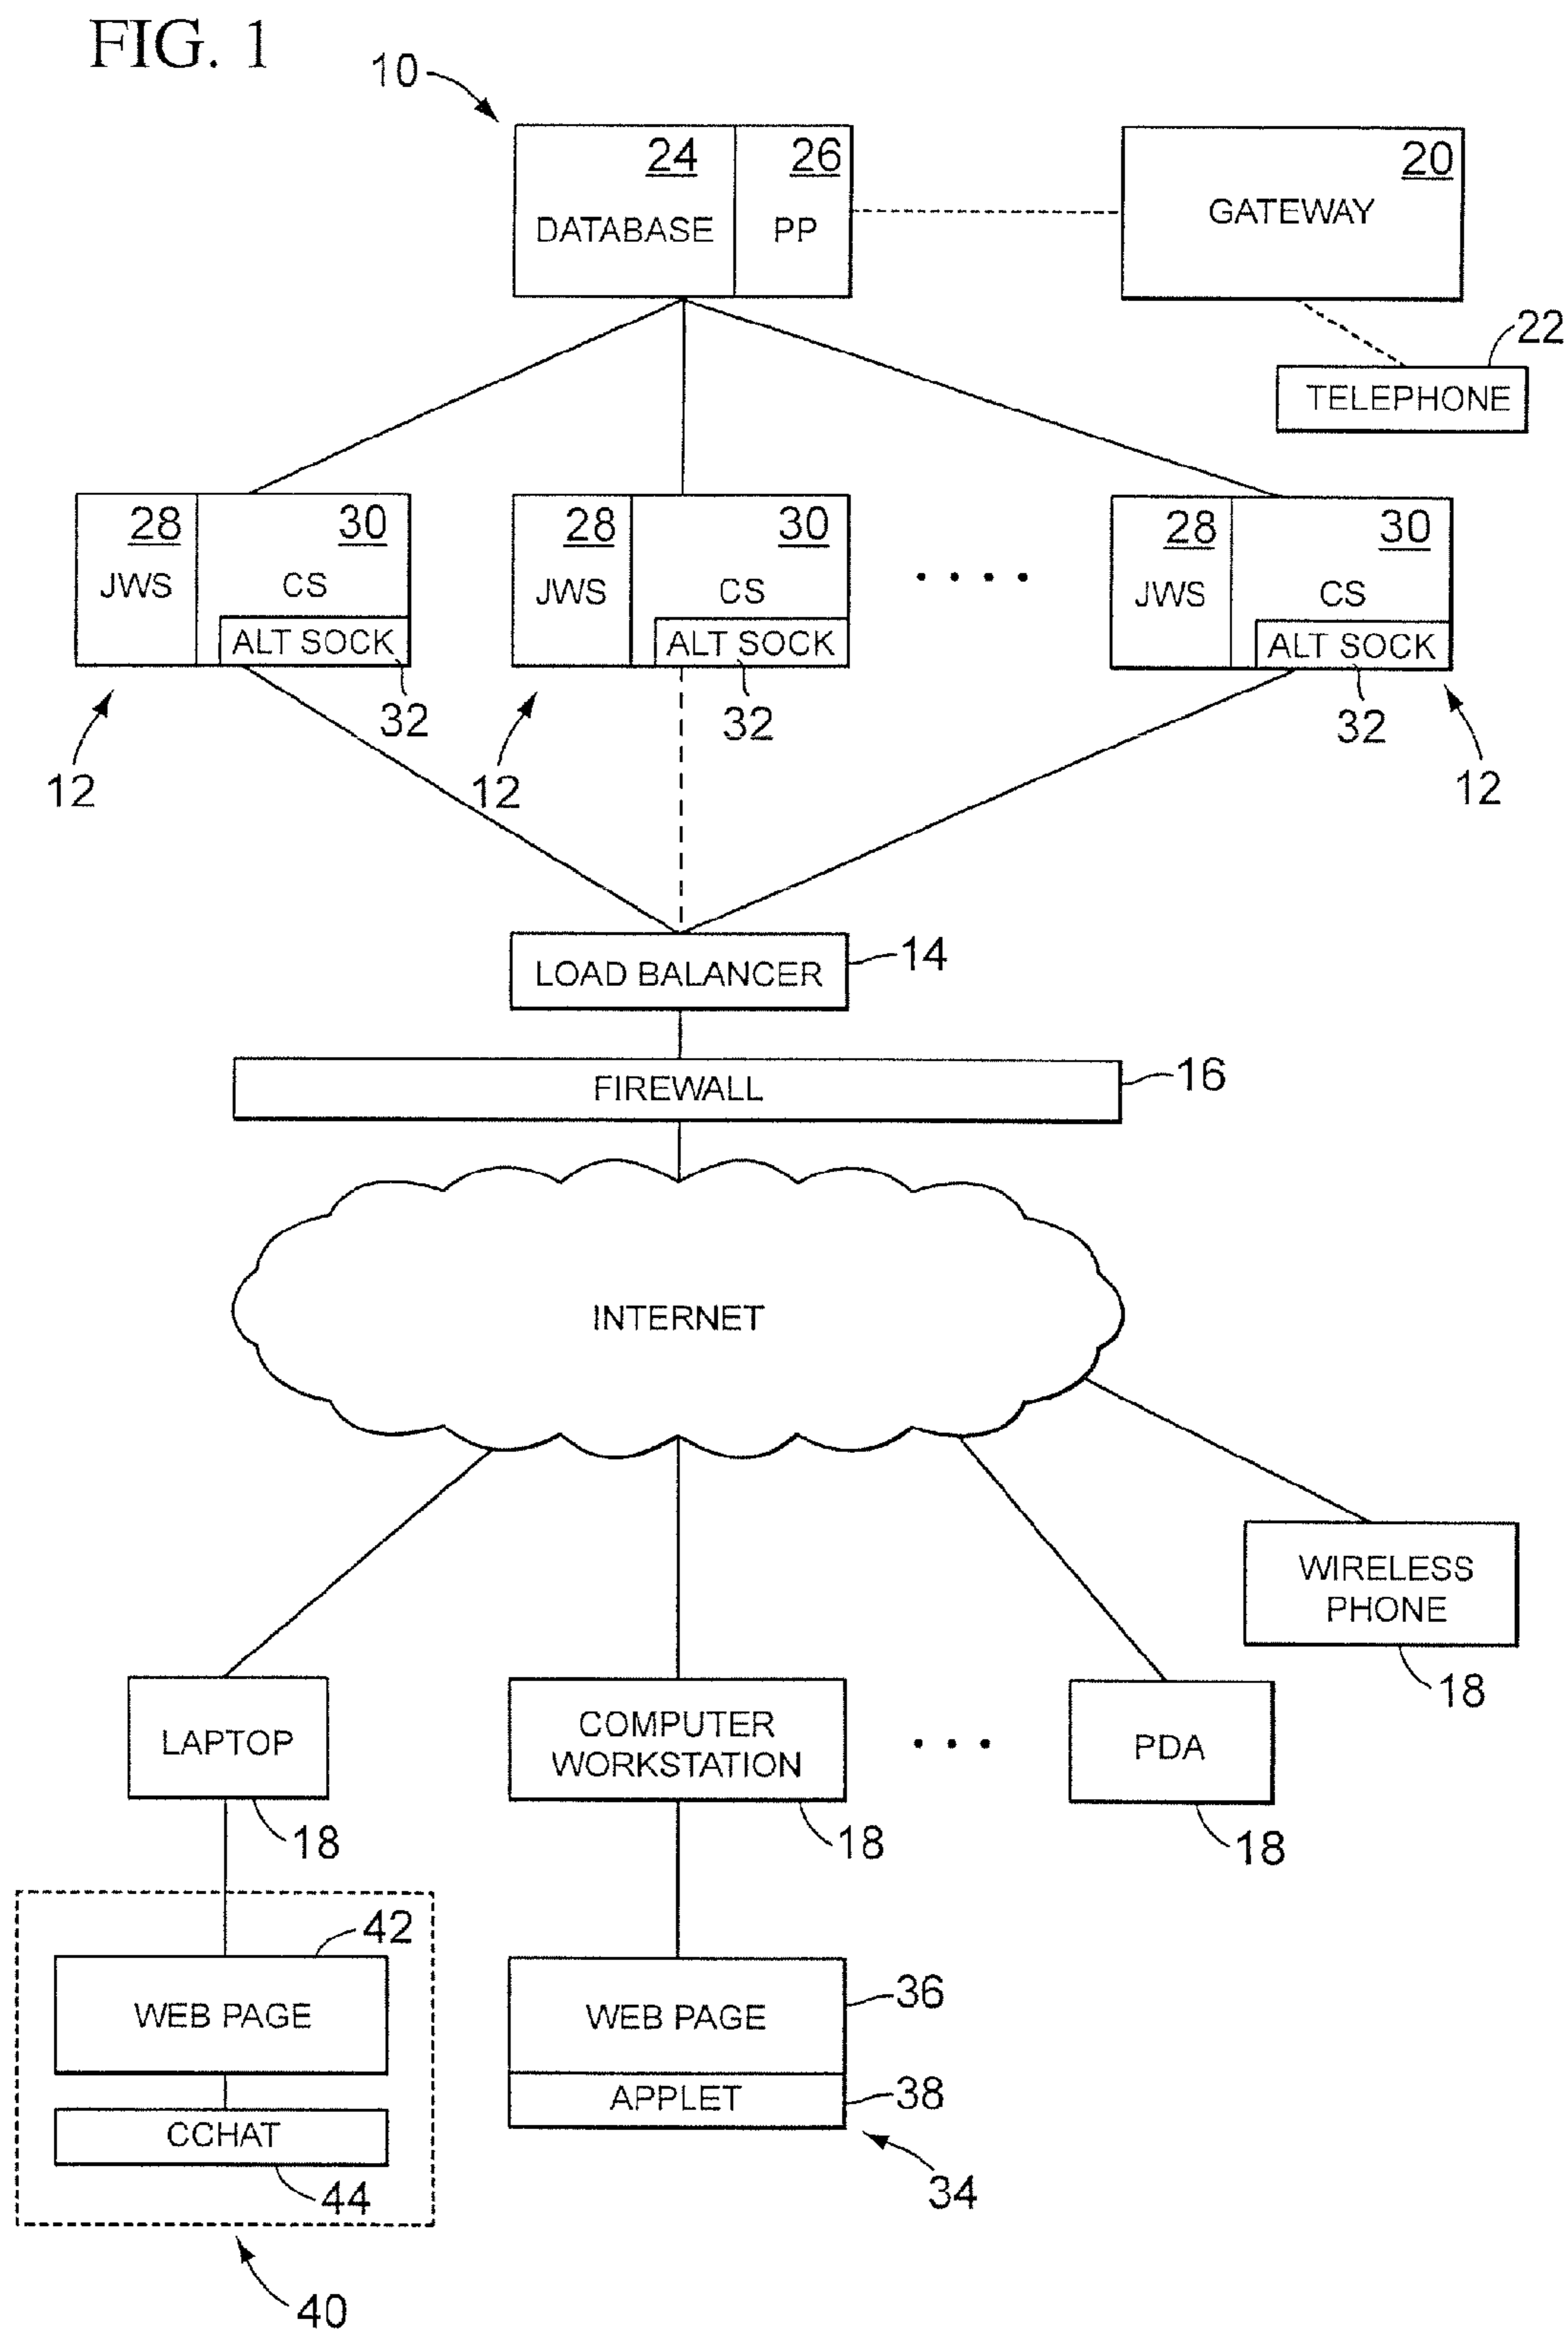 FIG. 1
10
24
26
20
DATABASE
PP
GATEWAY
22
TELEPHONE
28
30
28
30
28
30
JWS
CS
JWS
CS
JWS
CS
ALT SOCK
ALT SOCK
ALT SOCK
32
32
32
12
12
12
LOAD BALANCER
14
FIREWALL
16
INTERNET
WIRELESS
PHONE
18
LAPTOP
COMPUTER
WORKSTATION
PDA
18
18
18
42
WEB PAGE
WEB PAGE
36
CCHAT
APPLET
38
44
34
40